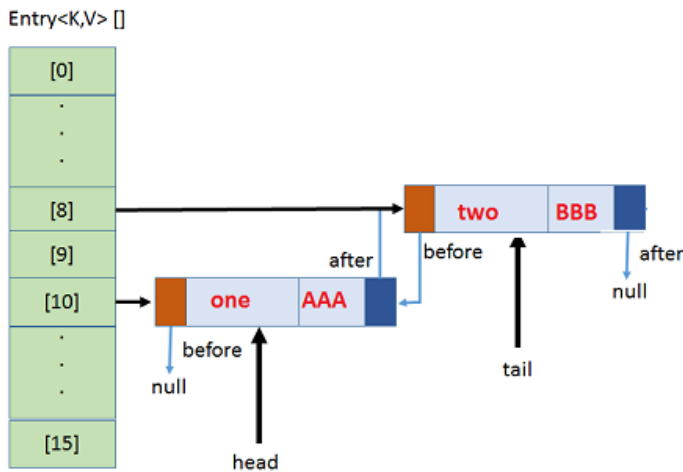 Entry<K,V> []
[0]
.
.
.
[8]
two BBB
before
after
[9]
after
null
[10]
one AAA
before
null
.
.
.
tail
[15]
head